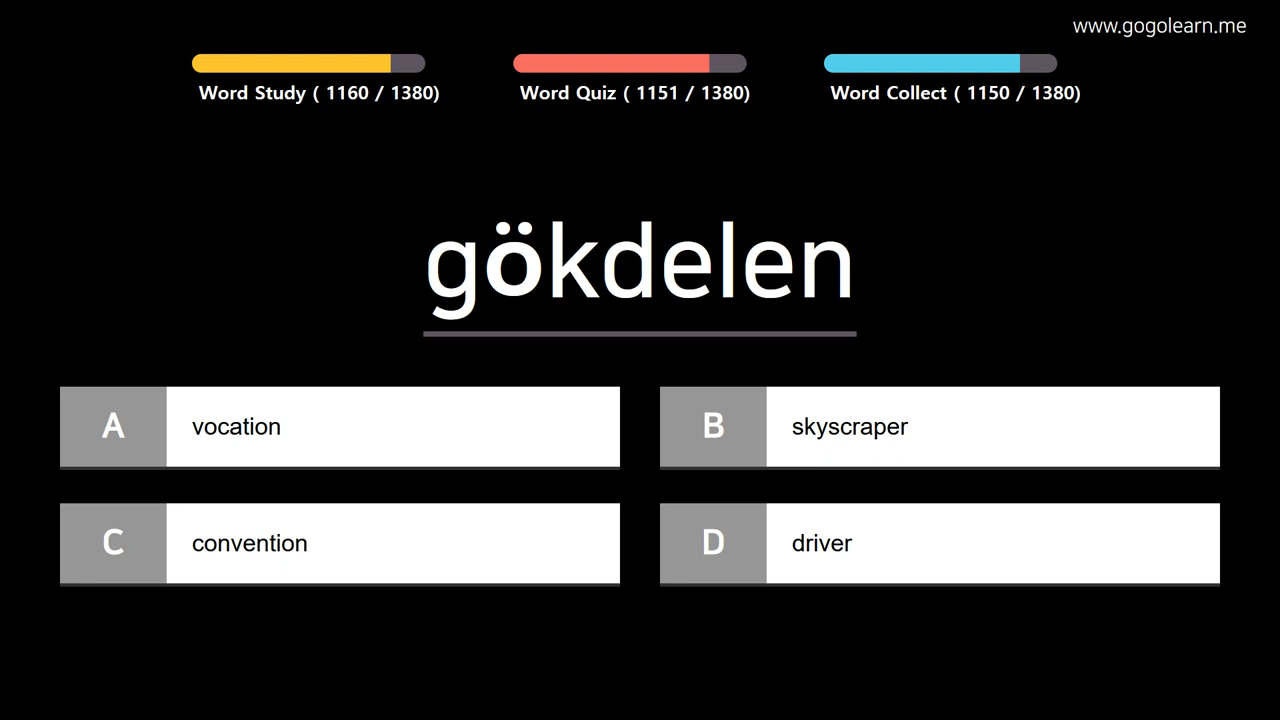 www.gogolearn.me
Word Study ( 1160 / 1380)
Word Quiz ( 1151 / 1380)
Word Collect ( 1150 / 1380)
gökdelen
A vocation
B skyscraper
C convention
D driver